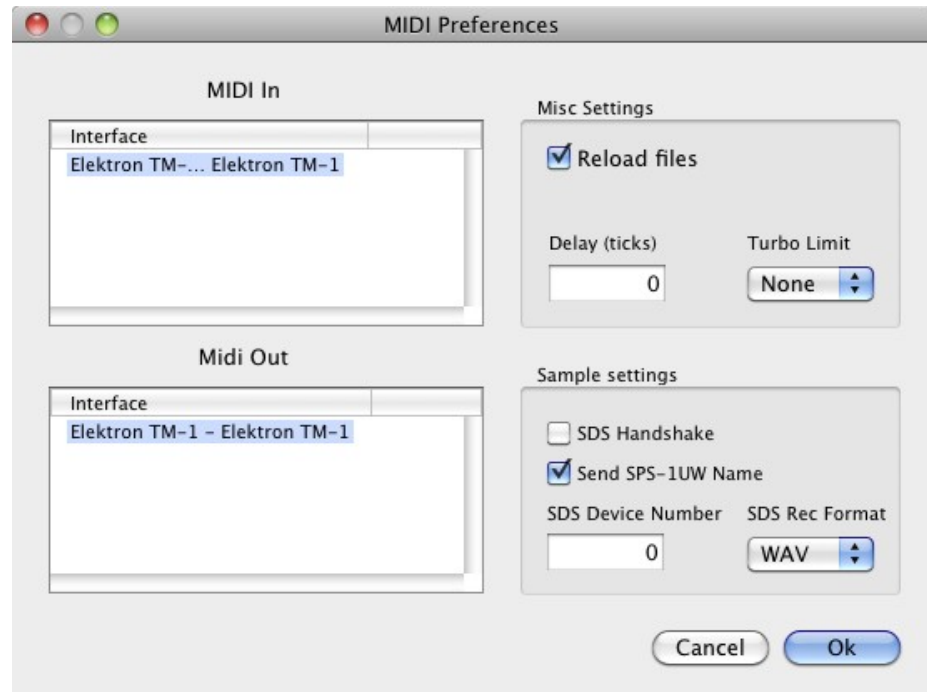 MIDI Preferences
MIDI In
Interface
Elektron TM-... Elektron TM-1
Midi Out
Interface
Elektron TM-1 - Elektron TM-1
Misc Settings
Reload files
Delay (ticks)
Turbo Limit
0
None
Sample settings
SDS Handshake
Send SPS-1UW Name
SDS Device Number
SDS Rec Format
0
WAV
Cancel
Ok